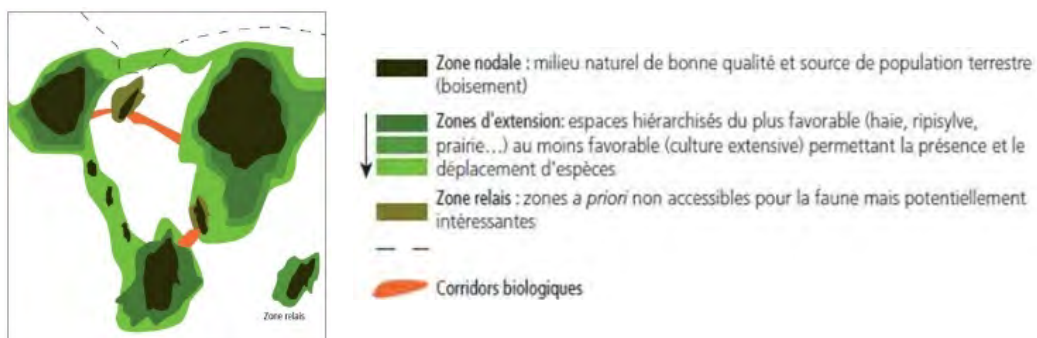 Zone nodale : milieu naturel de bonne qualité et source de population terrestre
(boisement)
Zones d'extension: espaces hiérarchisés du plus favorable (haie, ripisylve,
prairie...) au moins favorable (culture extensive) permettant la présence et le
déplacement d'espèces
Zone relais : zones a priori non accessibles pour la faune mais potentiellement
intéressantes
Corridors biologiques
Zone relais